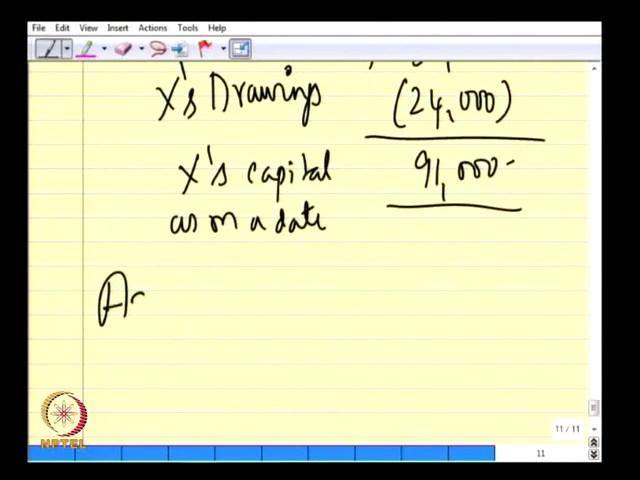 File Edit View Insert Actions Tools Help
X's Drawings (24,000)
X's capital 91,000-
as on a date
A
NPTEL
11 / 11
11